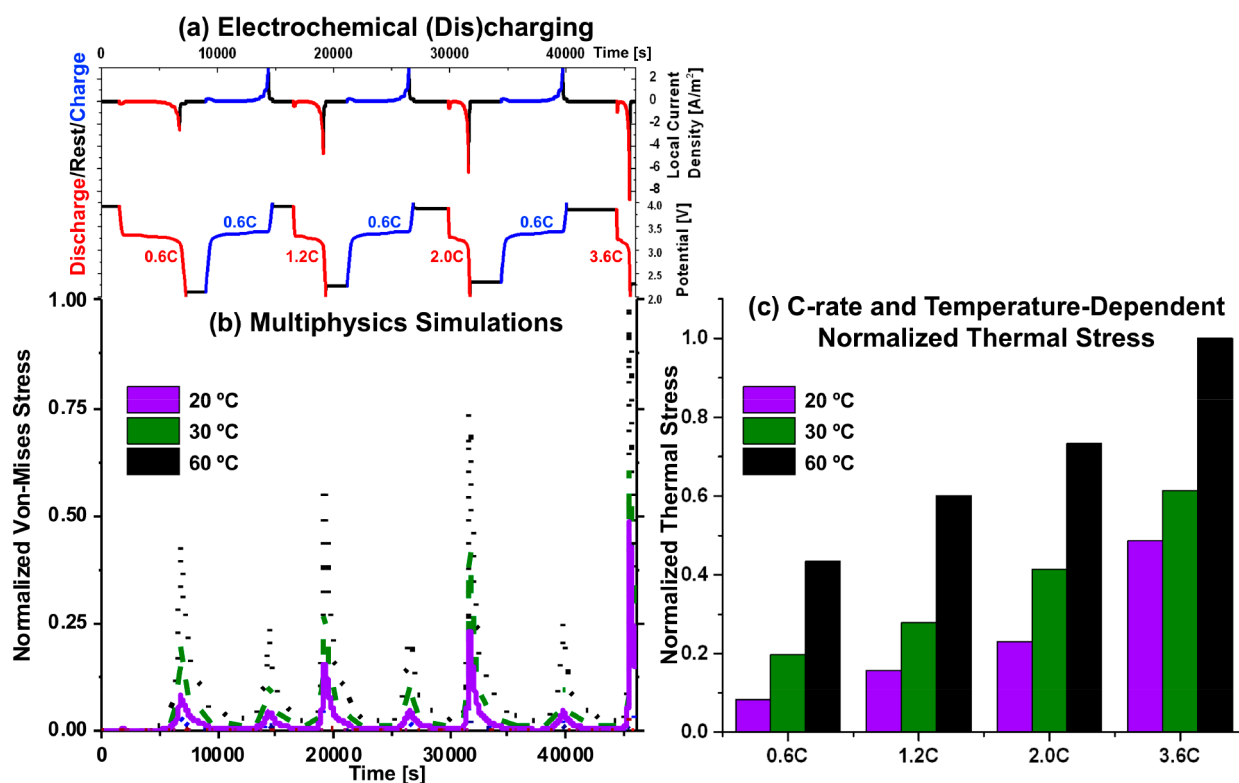 (a) Electrochemical (Dis)charging
0 10000 20000 30000 40000 Time [s]
Discharge/Rest/Charge
2
0
-2
-4
-6
-8
Local Current
Density [A/m²]
4.0
3.5
3.0
2.5
2.0
Potential [V]
0.6C 0.6C 0.6C
0.6C 1.2C 2.0C 3.6C
(b) Multiphysics Simulations
Normalized Von-Mises Stress
1.00
0.75
0.50
0.25
0.00
20 ºC
30 ºC
60 ºC
0 10000 20000 30000 40000
Time [s]
(c) C-rate and Temperature-Dependent
Normalized Thermal Stress
Normalized Thermal Stress
1.0
0.8
0.6
0.4
0.2
0.0
20 ºC
30 ºC
60 ºC
0.6C 1.2C 2.0C 3.6C